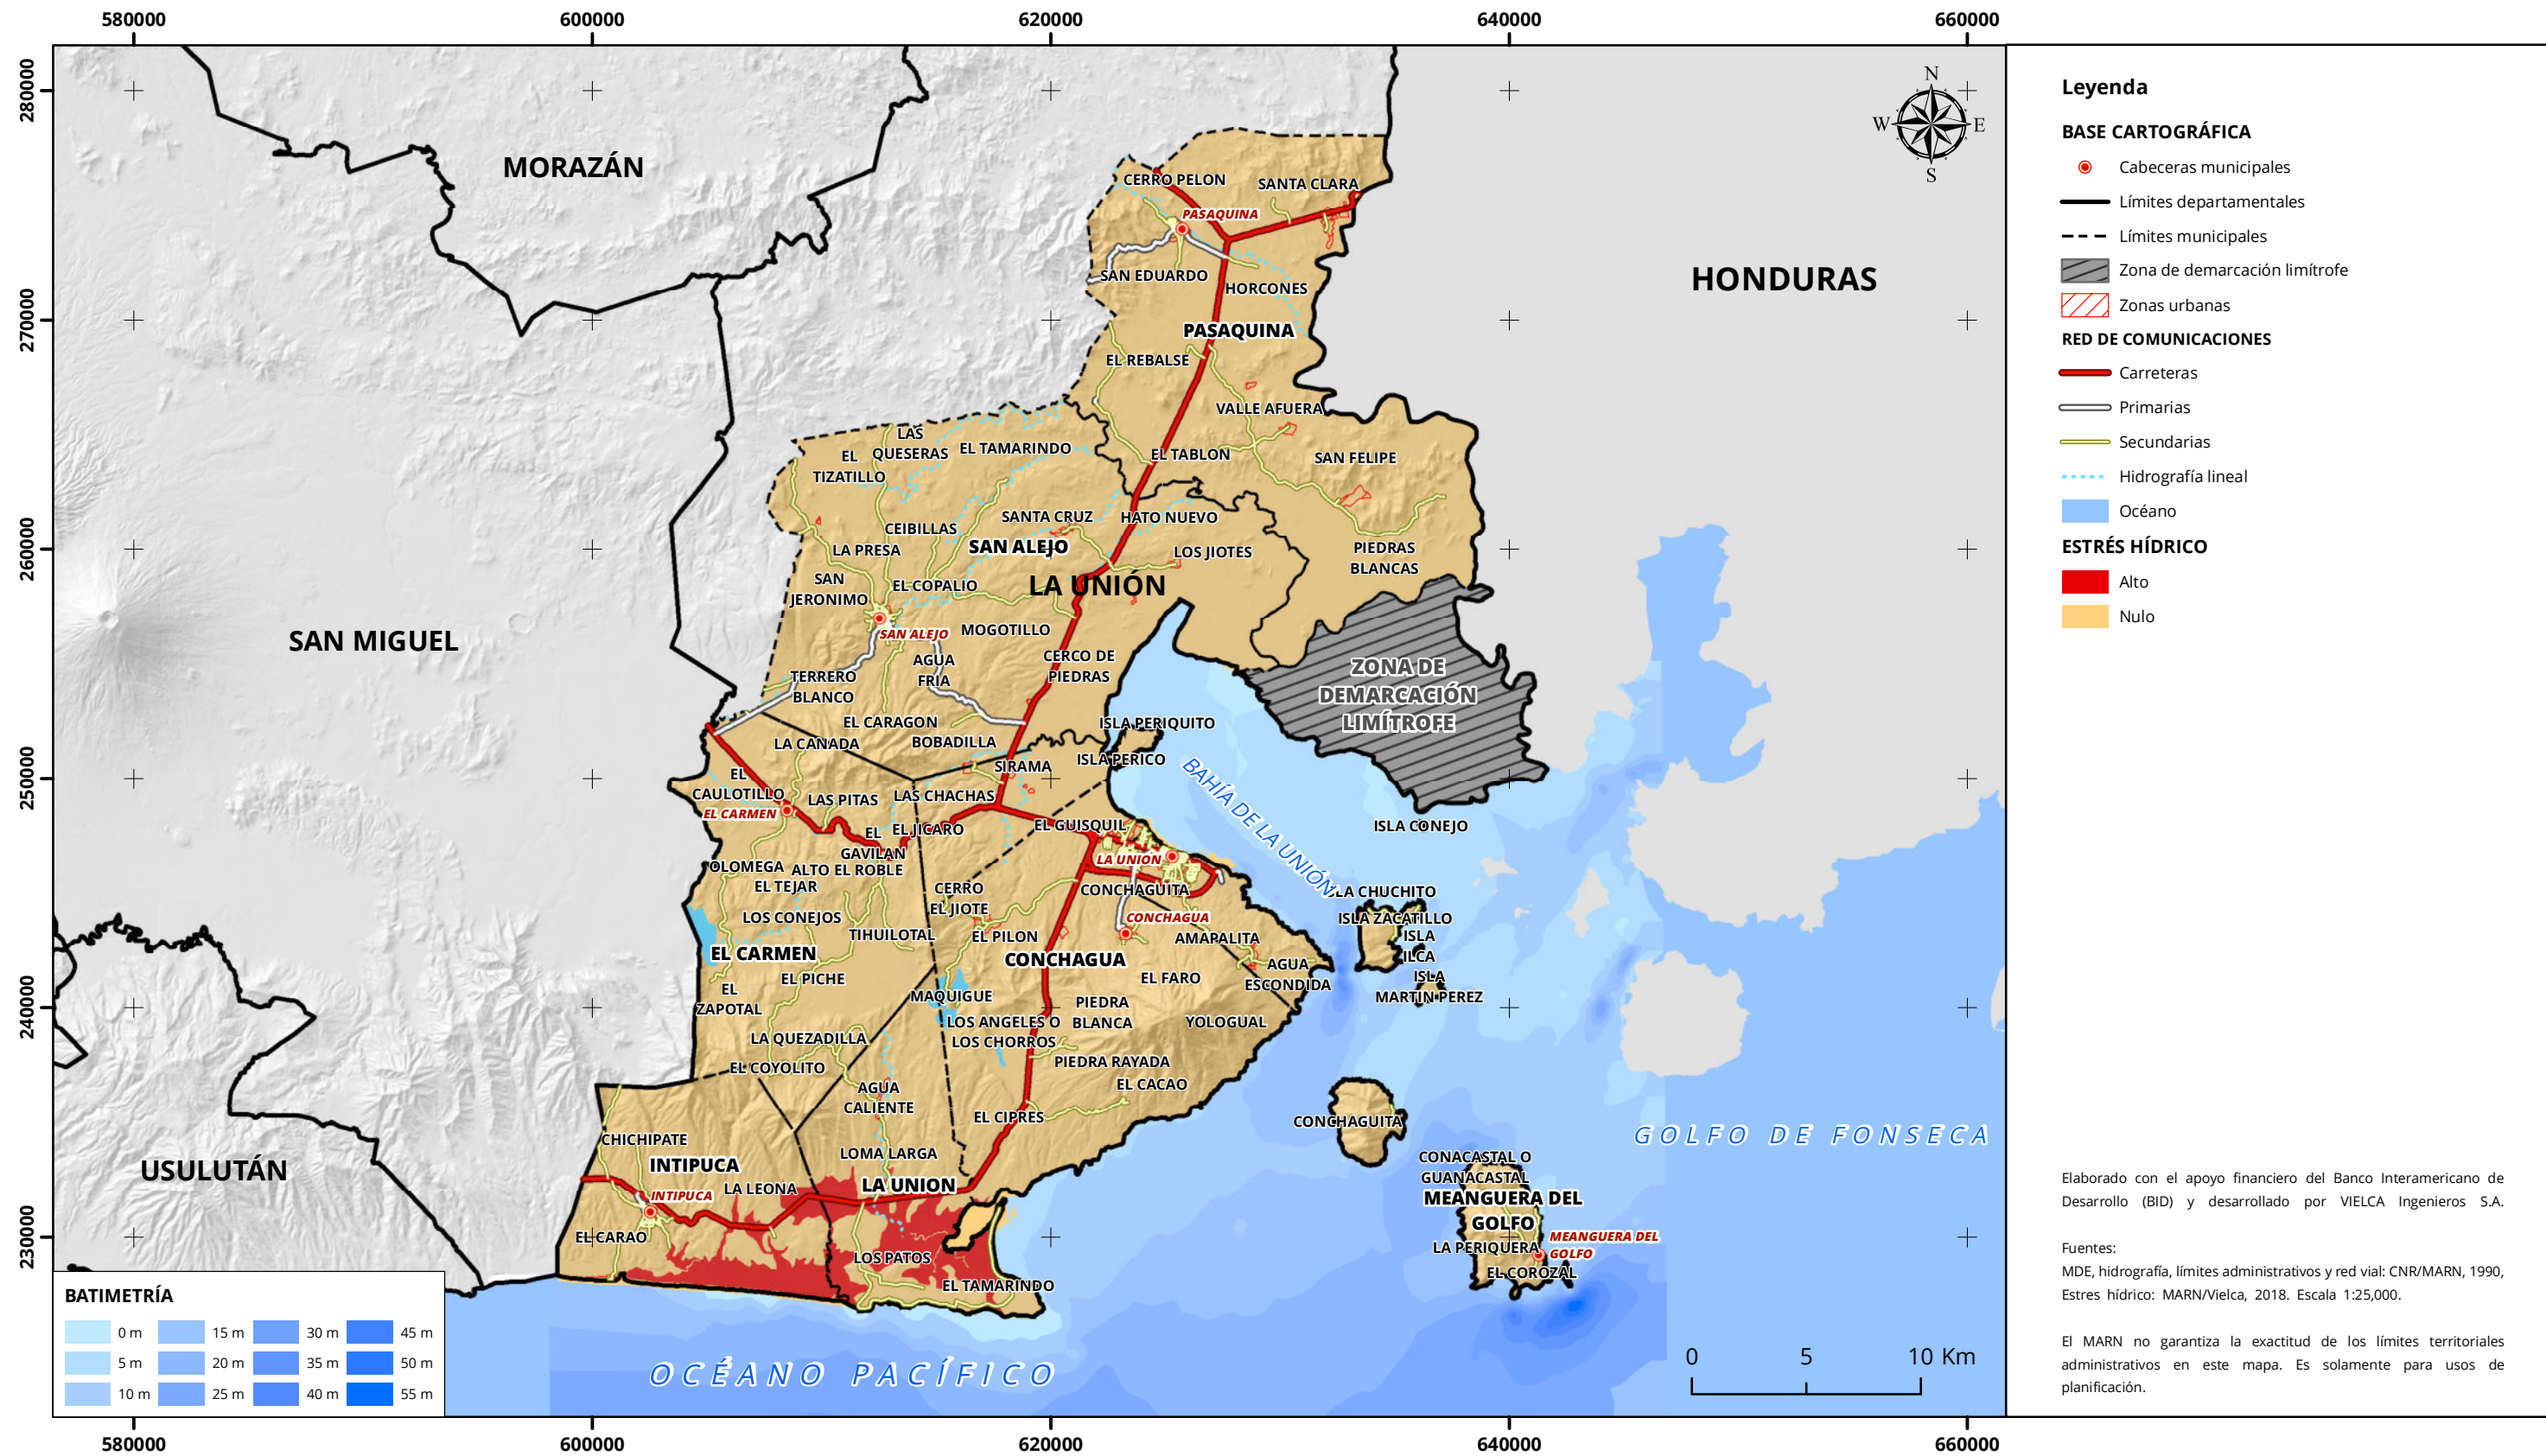 580000
600000
620000
640000
660000
280000
270000
260000
250000
240000
230000
N
W
E
S
MORAZÁN
HONDURAS
SAN MIGUEL
USULUTÁN
LA UNIÓN
CERRO PELON
SANTA CLARA
PASAQUINA
SAN EDUARDO
HORCONES
PASAQUINA
EL REBALSE
VALLE AFUERA
LAS
QUESERAS
EL TAMARINDO
EL
TIZATILLO
EL TABLON
SAN FELIPE
CEIBILLAS
SANTA CRUZ
HATO NUEVO
LA PRESA
SAN ALEJO
LOS JIOTES
PIEDRAS
BLANCAS
SAN
JERONIMO
EL COPALIO
SAN ALEJO
MOGOTILLO
AGUA
FRIA
CERCO DE
PIEDRAS
TERRERO
BLANCO
ZONA DE
DEMARCACIÓN
LIMÍTROFE
EL CARAGON
ISLA PERIQUITO
LA CAÑADA
BOBADILLA
ISLA PERICO
SIRAMA
EL
CAULOTILLO
LAS PITAS
LAS CHACHAS
EL CARMEN
EL
GAVILAN
EL JICARO
EL GUISQUIL
BAHÍA DE LA UNIÓN
ISLA CONEJO
OLOMEGA
ALTO EL ROBLE
LA UNION
EL TEJAR
CERRO
EL JIOTE
CONCHAGUITA
ISLA CHUCHITO
LOS CONEJOS
CONCHAGUA
ISLA ZACATILLO
TIHUILOTAL
EL PILON
AMAPALITA
ISLA
ILCA
EL CARMEN
CONCHAGUA
EL PICHE
EL FARO
AGUA
ESCONDIDA
ISLA
MARTIN PEREZ
EL
ZAPOTAL
MAQUIGUE
PIEDRA
BLANCA
LOS ANGELES O
LOS CHORROS
YOLOGUAL
LA QUEZADILLA
EL COYOLITO
PIEDRA RAYADA
AGUA
CALIENTE
EL CACAO
EL CIPRES
CONCHAGUITA
CHICHIPATE
LOMA LARGA
INTIPUCA
GOLFO DE FONSECA
CONACASTAL O
GUANACASTAL
LA LEONA
LA UNION
INTIPUCA
MEANGUERA DEL
GOLFO
EL CARAO
MEANGUERA DEL
GOLFO
LA PERIQUERA
LOS PATOS
EL COROZAL
EL TAMARINDO
OCÉANO PACÍFICO
BATIMETRÍA
0 m 15 m 30 m 45 m
5 m 20 m 35 m 50 m
10 m 25 m 40 m 55 m
0 5 10 Km
580000
600000
620000
640000
660000
Leyenda
BASE CARTOGRÁFICA
Cabeceras municipales
Límites departamentales
Límites municipales
Zona de demarcación limítrofe
Zonas urbanas
RED DE COMUNICACIONES
Carreteras
Primarias
Secundarias
Hidrografía lineal
Océano
ESTRÉS HÍDRICO
Alto
Nulo
Elaborado con el apoyo financiero del Banco Interamericano de
Desarrollo (BID) y desarrollado por VIELCA Ingenieros S.A.
Fuentes:
MDE, hidrografía, límites administrativos y red vial: CNR/MARN, 1990,
Estres hídrico: MARN/Vielca, 2018. Escala 1:25,000.
El MARN no garantiza la exactitud de los límites territoriales
administrativos en este mapa. Es solamente para usos de
planificación.